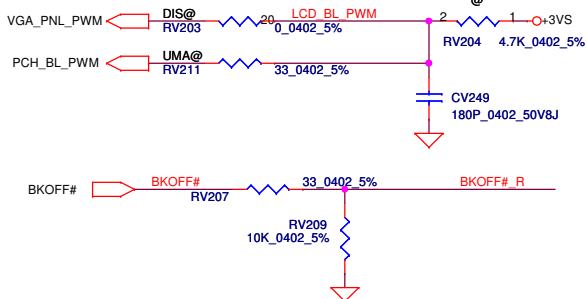 @
VGA_PNL_PWM DIS@ 20 LCD_BL_PWM 2 1 +3VS
RV203 0_0402_5% RV204 4.7K_0402_5%
PCH_BL_PWM UMA@
RV211 33_0402_5%
CV249
180P_0402_50V8J
BKOFF# BKOFF# 33_0402_5% BKOFF#_R
RV207
RV209
10K_0402_5%